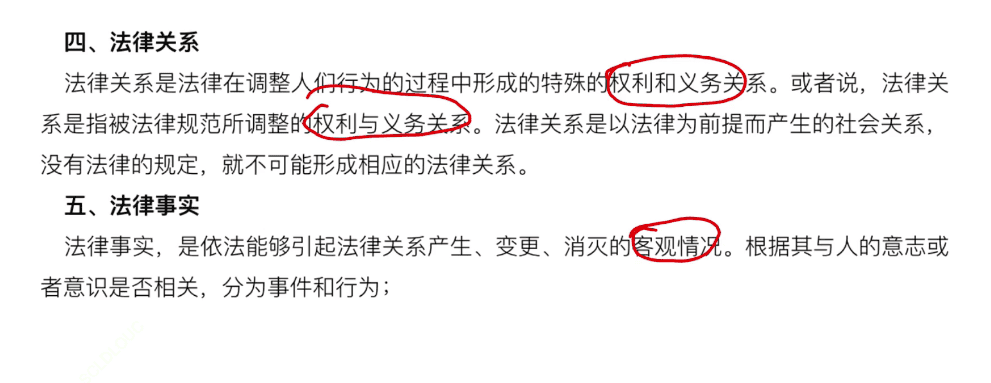 四、法律关系
法律关系是法律在调整人们行为的过程中形成的特殊的权利和义务关系。或者说，法律关
系是指被法律规范所调整的权利与义务关系。法律关系是以法律为前提而产生的社会关系，
没有法律的规定，就不可能形成相应的法律关系。
五、法律事实
法律事实，是依法能够引起法律关系产生、变更、消灭的客观情况。根据其与人的意志或
者意识是否相关，分为事件和行为；